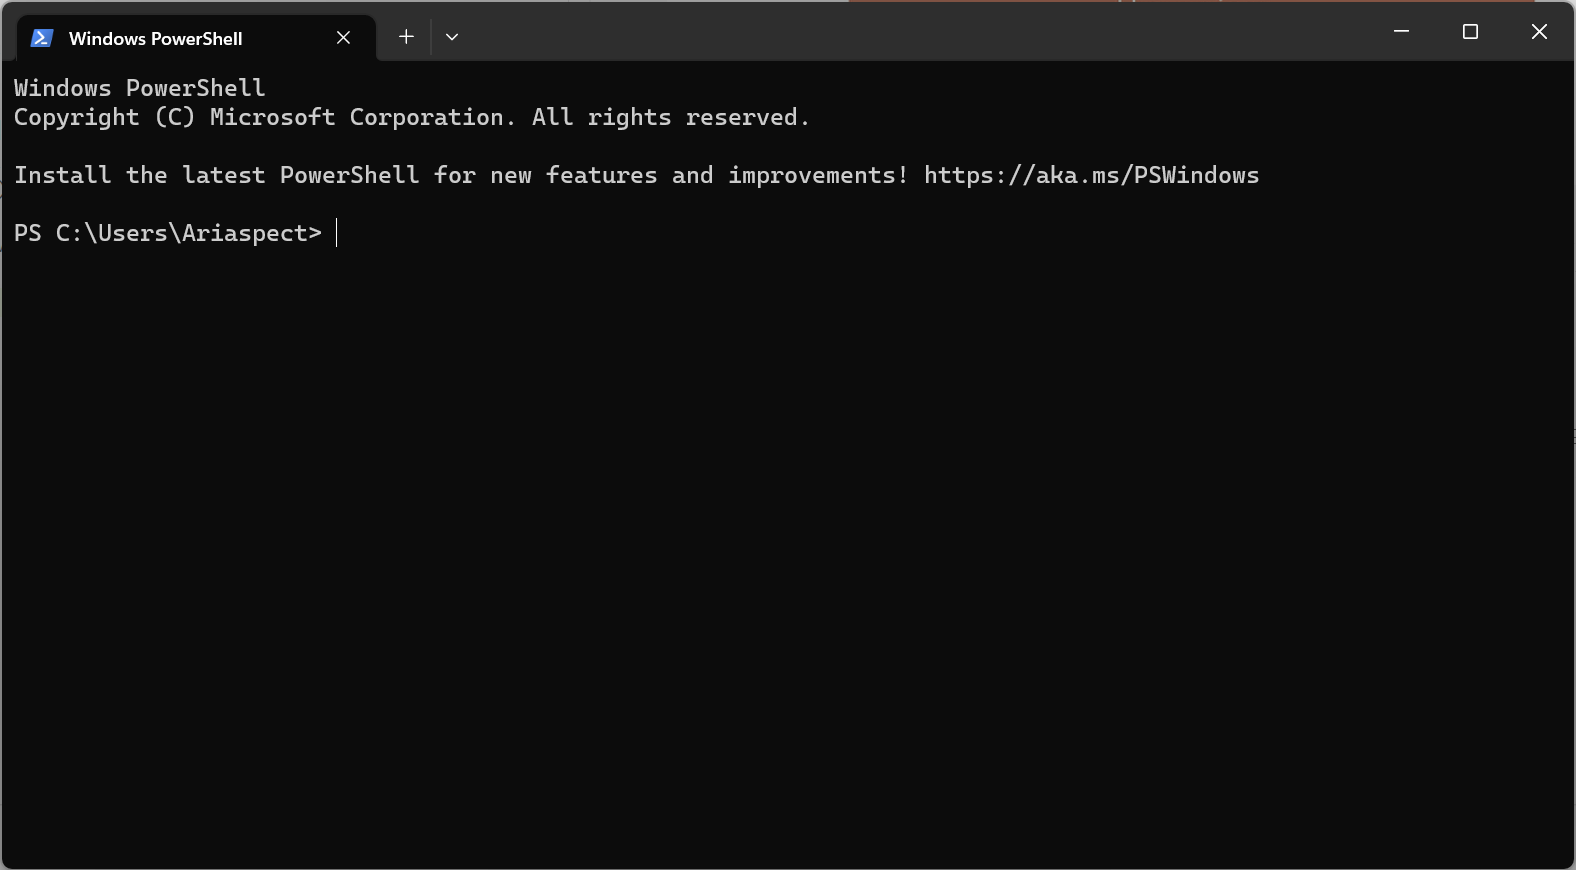 Windows PowerShell
Windows PowerShell
Copyright (C) Microsoft Corporation. All rights reserved.
Install the latest PowerShell for new features and improvements! https://aka.ms/PSWindows
PS C:\Users\Ariaspect>